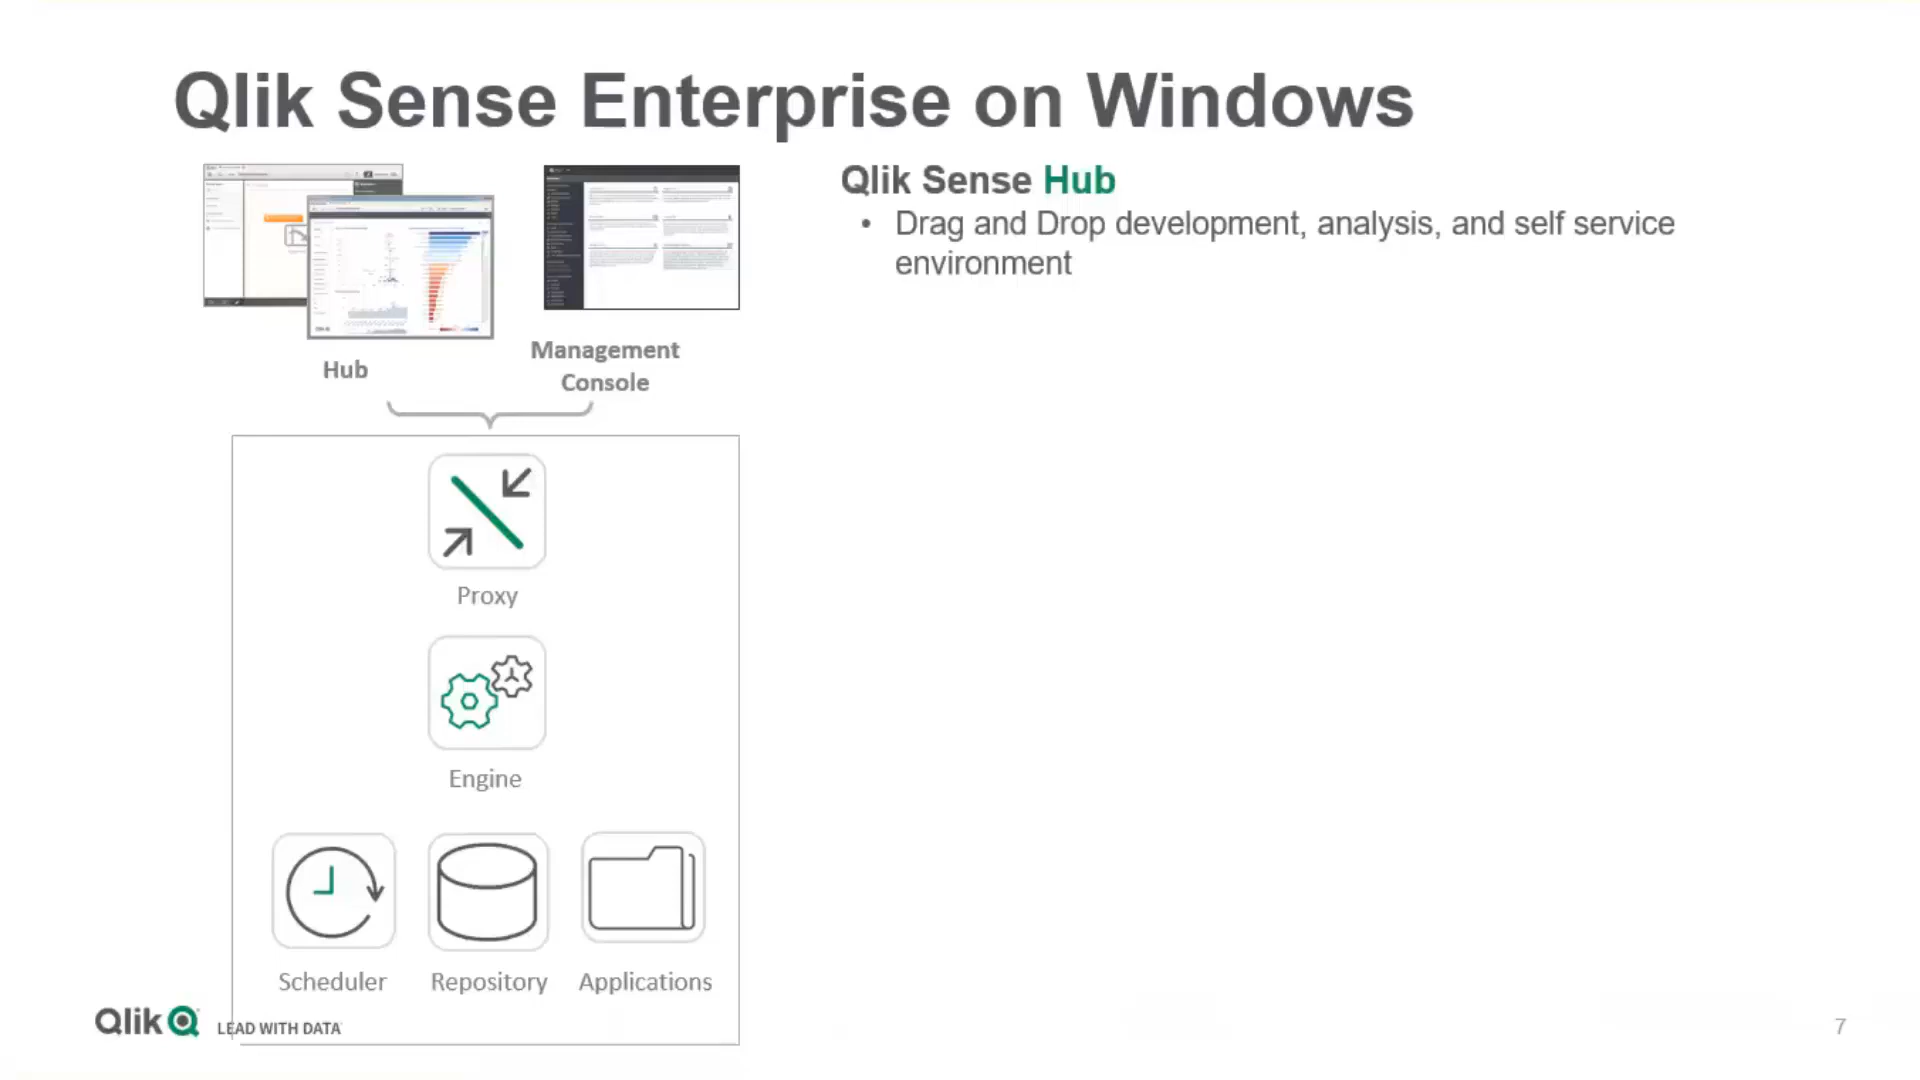 Qlik Sense Enterprise on Windows
Hub
Management
Console
Proxy
Engine
Scheduler
Repository
Applications
Qlik Sense Hub
• Drag and Drop development, analysis, and self service
environment
Qlik LEAD WITH DATA
7